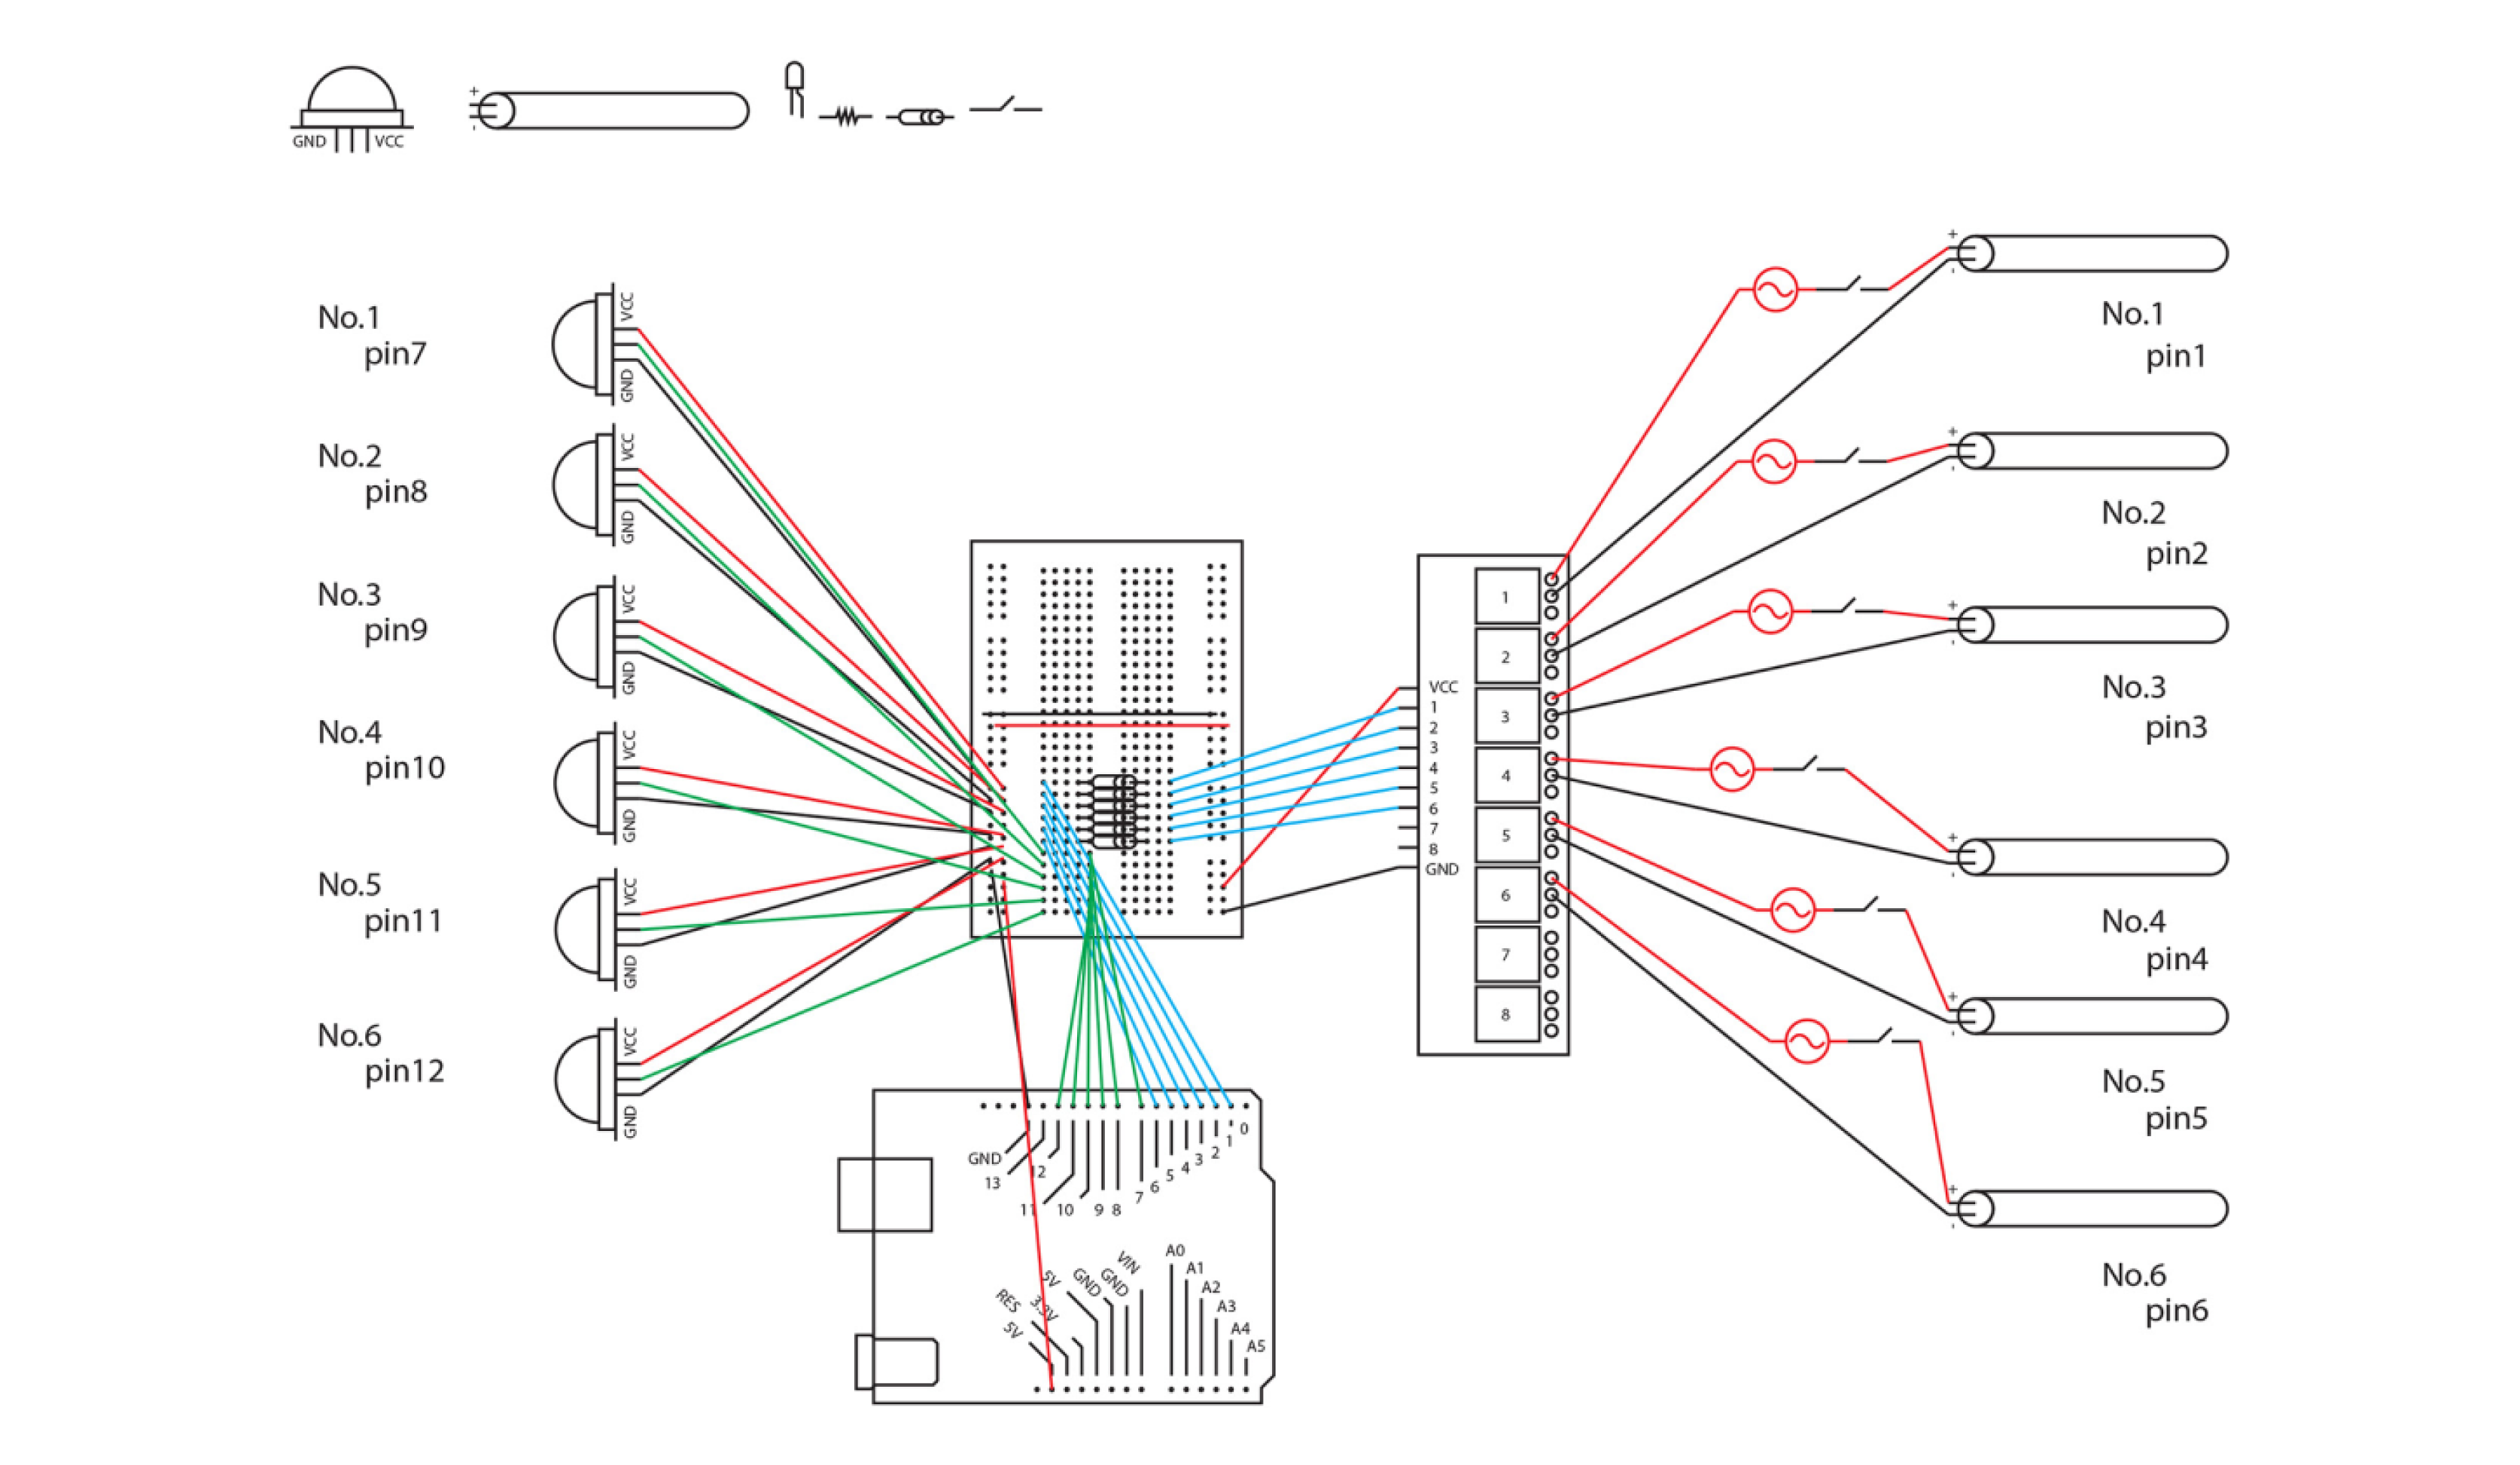 +
-
GND VCC
No.1
pin7
VCC
GND
No.2
pin8
VCC
GND
No.3
pin9
VCC
GND
No.4
pin10
VCC
GND
No.5
pin11
VCC
GND
No.6
pin12
VCC
GND
VCC
1
2
3
4
5
6
7
8
GND
1
2
3
4
5
6
7
8
+
-
No.1
pin1
+
-
No.2
pin2
+
-
No.3
pin3
+
-
No.4
pin4
+
-
No.5
pin5
+
-
No.6
pin6
GND
13
12
11
10
9
8
7
6
5
4
3
2
1
0
5V
RES
3.3V
5V
GND
GND
VIN
A0
A1
A2
A3
A4
A5